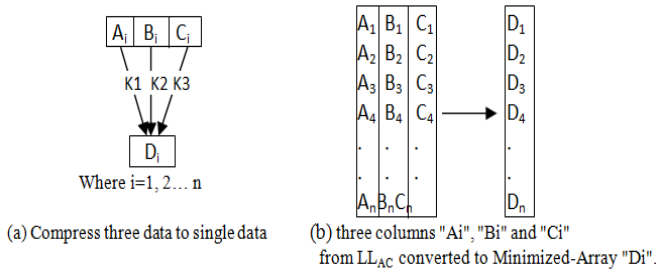 Ai Bi Ci
K1 K2 K3
Di
Where i=1, 2... n
(a) Compress three data to single data
A1 B1 C1 D1
A2 B2 C2 D2
A3 B3 C3 D3
A4 B4 C4 D4
. . . .
. . . .
An Bn Cn Dn
(b) three columns "Ai", "Bi" and "Ci"
from LLAC converted to Minimized-Array "Di".